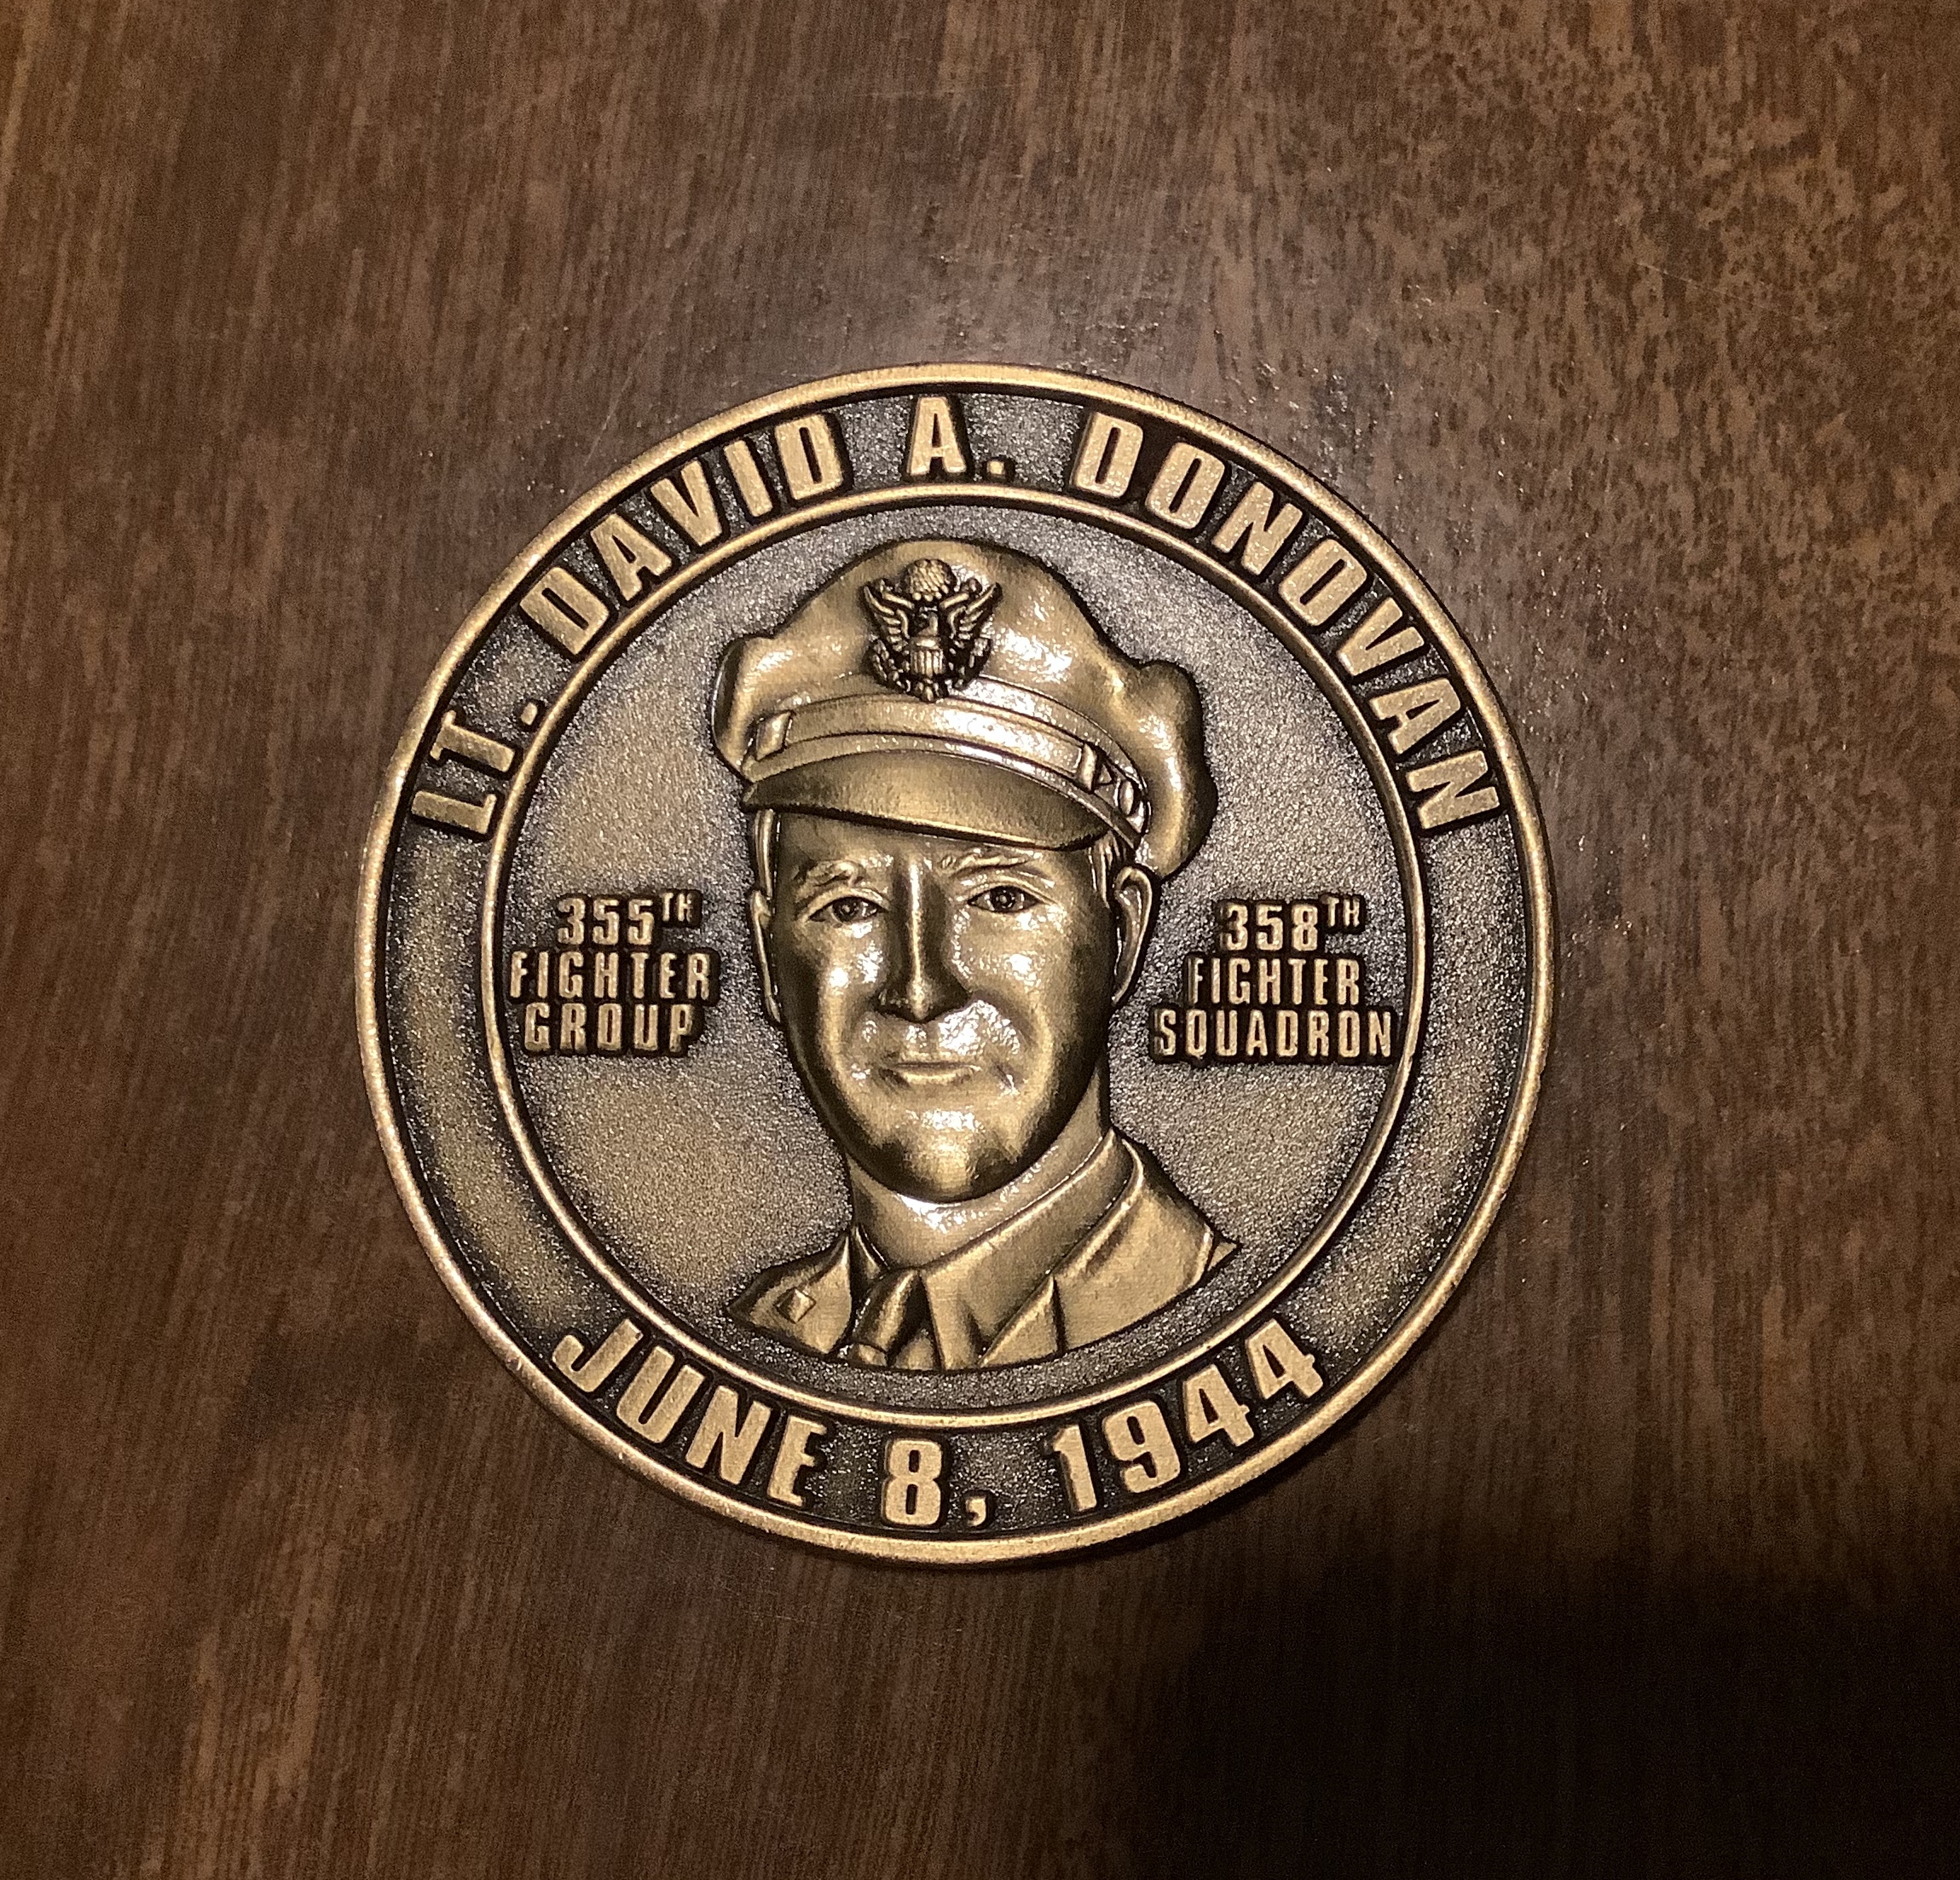 LT. DAVID A. DONOVAN
355TH
FIGHTER
GROUP
358TH
FIGHTER
SQUADRON
JUNE 8, 1944